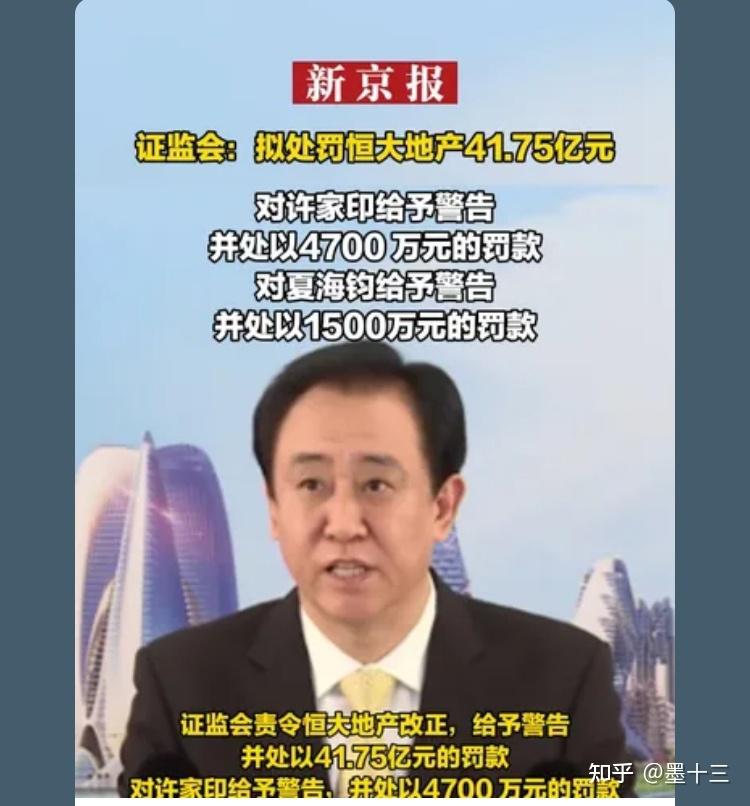 新京报
证监会：拟处罚恒大地产41.75亿元
对许家印给予警告
并处以4700万元的罚款
对夏海钧给予警告
并处以1500万元的罚款
证监会责令恒大地产改正，给予警告
并处以41.75亿元的罚款
对许家印给予警告，并处以4700万元的罚款
知乎 @墨十三